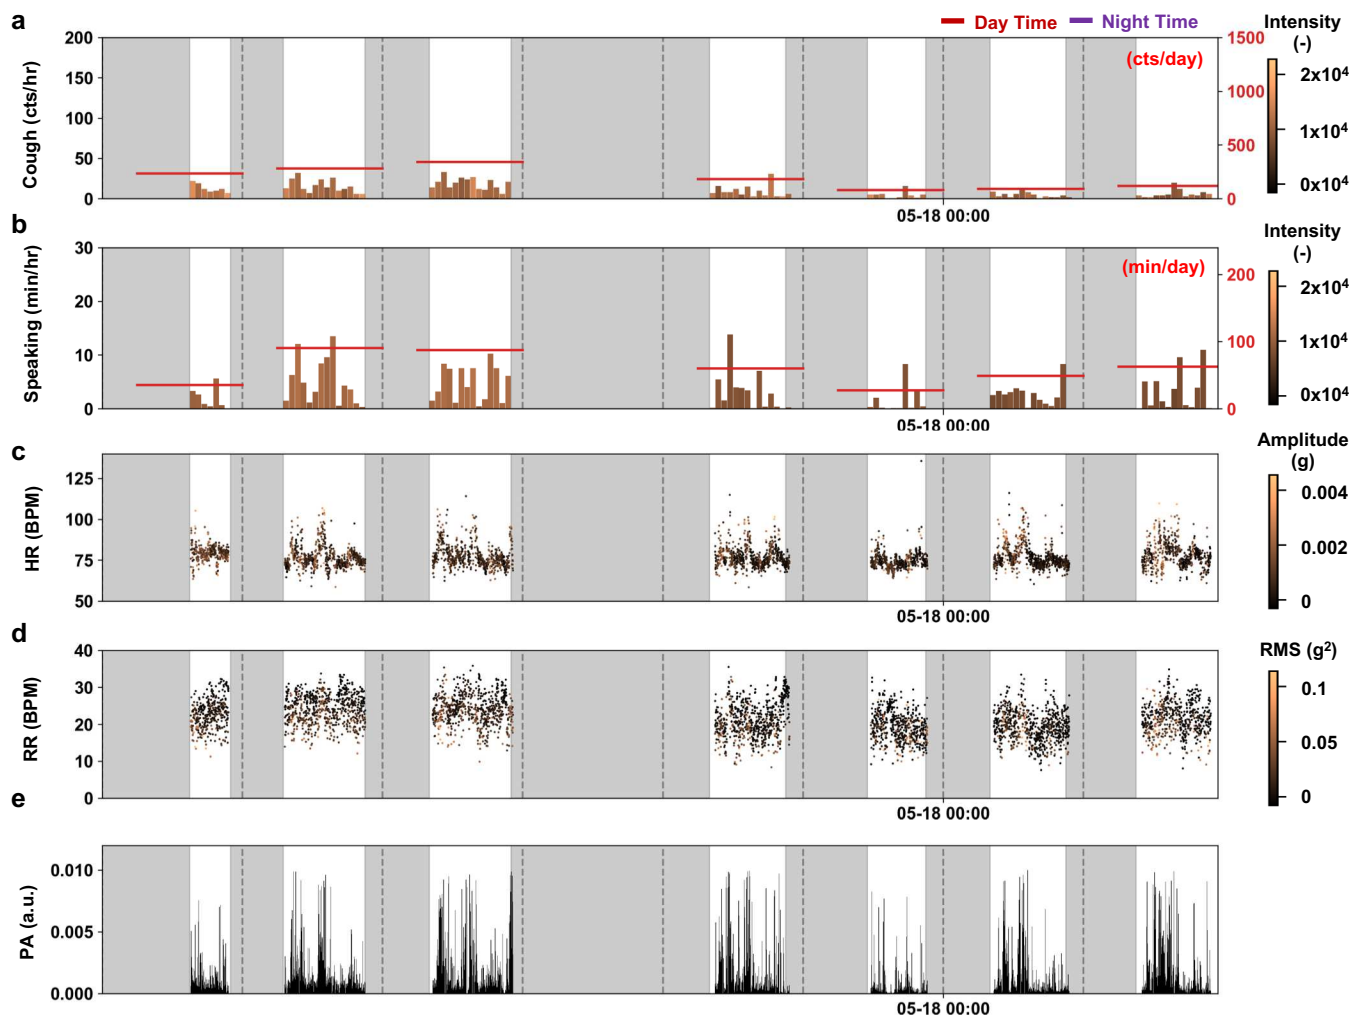 a
Day Time
Night Time
Intensity
(-)
200
150
100
50
0
Cough (cts/hr)
(cts/day)
1500
1000
500
0
2x10⁴
1x10⁴
0x10⁴
05-18 00:00
b
Intensity
(-)
30
20
10
0
Speaking (min/hr)
(min/day)
200
100
0
2x10⁴
1x10⁴
0x10⁴
05-18 00:00
c
Amplitude
(g)
125
100
75
50
HR (BPM)
0.004
0.002
0
05-18 00:00
d
RMS (g²)
40
30
20
10
0
RR (BPM)
0.1
0.05
0
05-18 00:00
e
0.010
0.005
0.000
PA (a.u.)
05-18 00:00